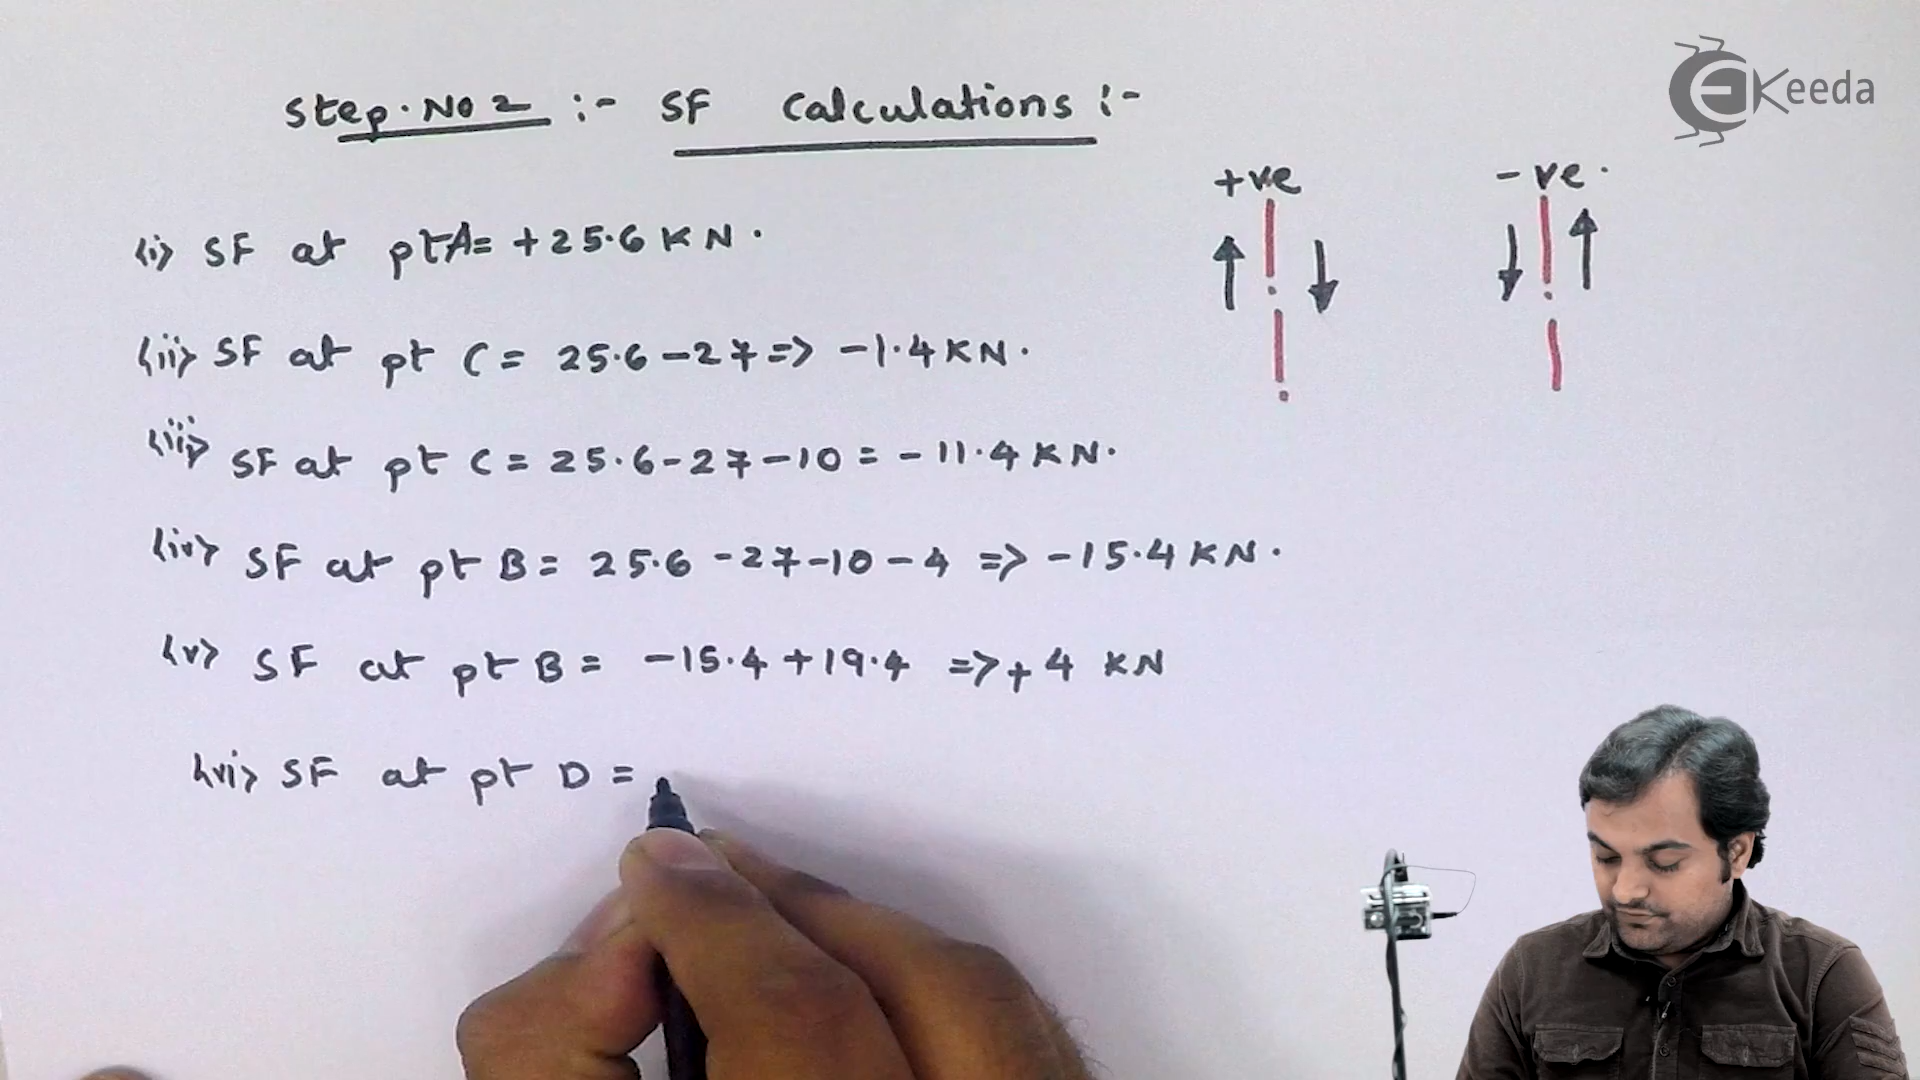 EKeeda
Step.No 2 :- SF Calculations :-
+ve -ve.
(i) SF at pt A = +25.6 KN.
(ii) SF at pt C = 25.6 - 27 => -1.4 KN.
(iii) SF at pt C = 25.6 - 27 - 10 = -11.4 KN.
(iv) SF at pt B = 25.6 - 27 - 10 - 4 => -15.4 KN.
(v) SF at pt B = -15.4 + 19.4 => + 4 KN
(vi) SF at pt D =